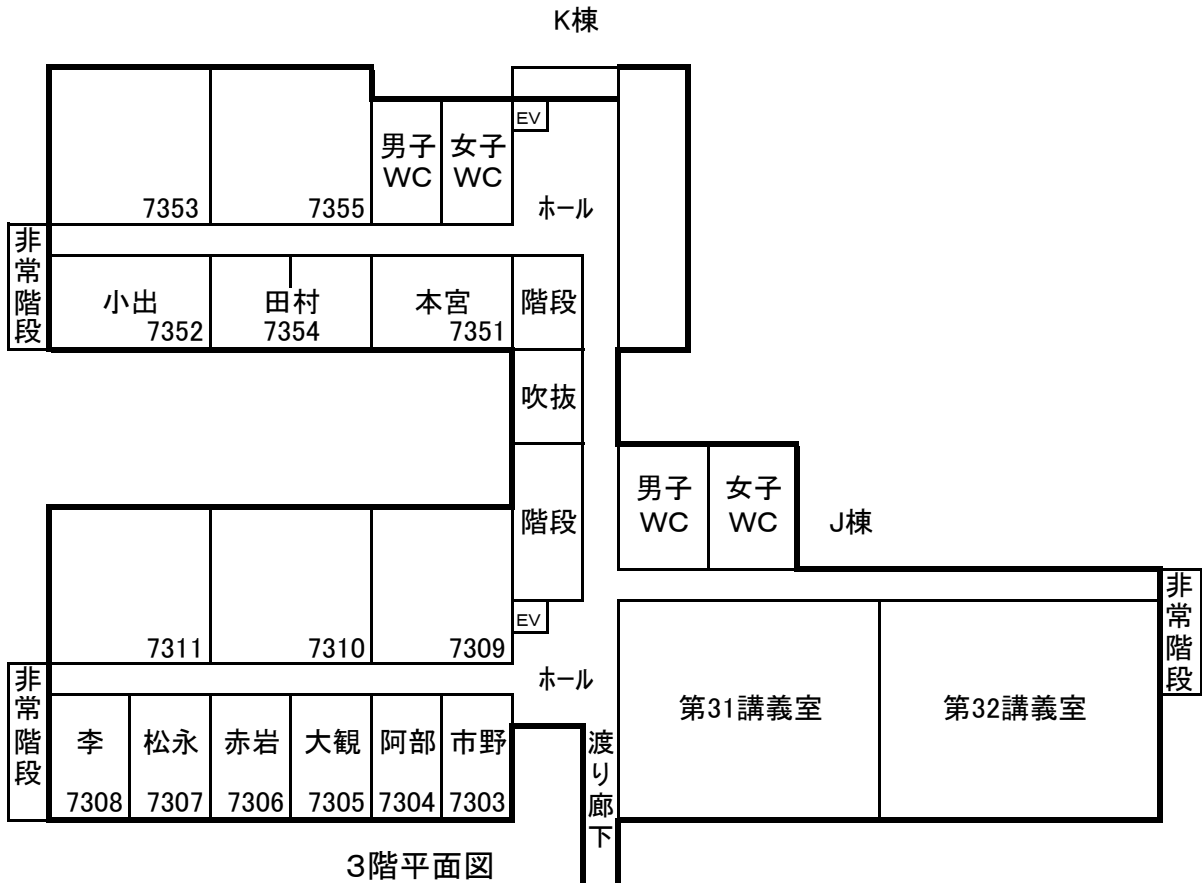 K棟
EV
男子
WC
女子
WC
7353
7355
ホール
非常階段
小出
7352
田村
7354
本宮
7351
階段
吹抜
階段
男子
WC
女子
WC
J棟
非常階段
EV
7311
7310
7309
ホール
非常階段
李
7308
松永
7307
赤岩
7306
大観
7305
阿部
7304
市野
7303
渡り廊下
第31講義室
第32講義室
3階平面図